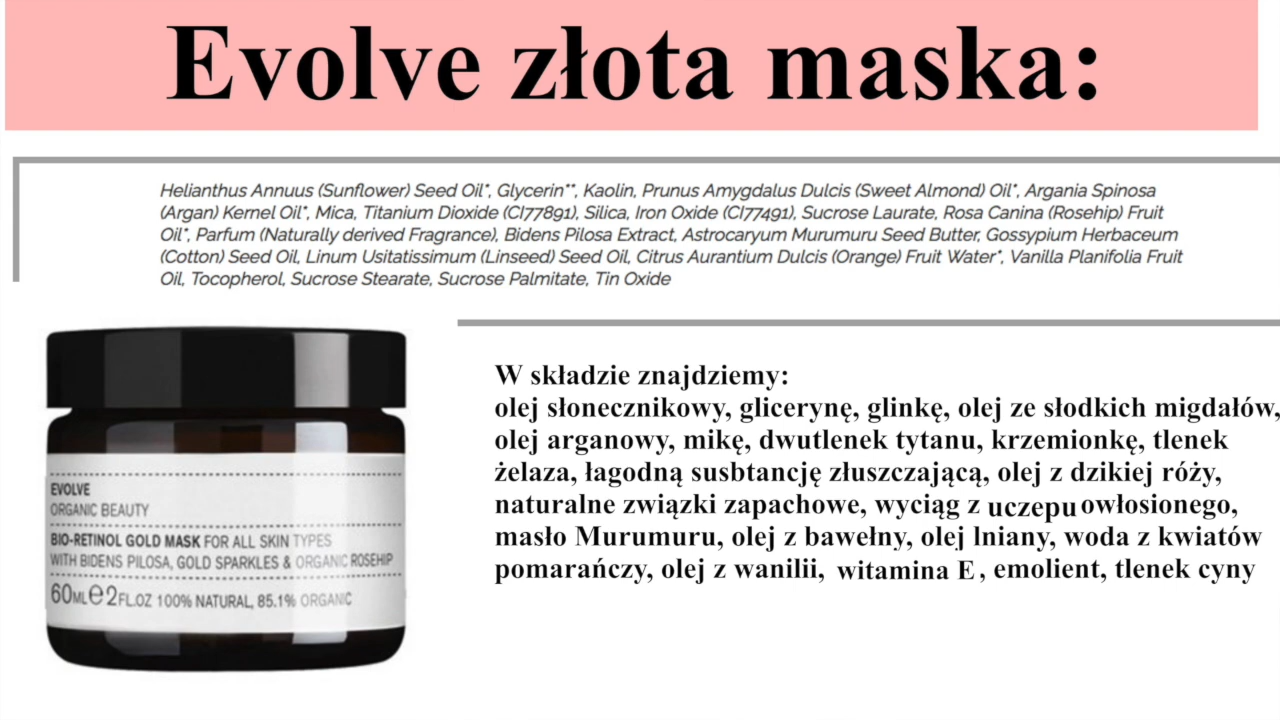 Evolve złota maska:
Helianthus Annuus (Sunflower) Seed Oil*, Glycerin**, Kaolin, Prunus Amygdalus Dulcis (Sweet Almond) Oil*, Argania Spinosa
(Argan) Kernel Oil*, Mica, Titanium Dioxide (CI77891), Silica, Iron Oxide (CI77491), Sucrose Laurate, Rosa Canina (Rosehip) Fruit
Oil*, Parfum (Naturally derived Fragrance), Bidens Pilosa Extract, Astrocaryum Murumuru Seed Butter, Gossypium Herbaceum
(Cotton) Seed Oil, Linum Usitatissimum (Linseed) Seed Oil, Citrus Aurantium Dulcis (Orange) Fruit Water*, Vanilla Planifolia Fruit
Oil, Tocopherol, Sucrose Stearate, Sucrose Palmitate, Tin Oxide
W składzie znajdziemy:
olej słonecznikowy, glicerynę, glinkę, olej ze słodkich migdałów,
olej arganowy, mikę, dwutlenek tytanu, krzemionkę, tlenek
żelaza, łagodną susbtancję złuszczającą, olej z dzikiej róży,
naturalne związki zapachowe, wyciąg z uczepu owłosionego,
masło Murumuru, olej z bawełny, olej lniany, woda z kwiatów
pomarańczy, olej z wanilii, witamina E, emolient, tlenek cyny
EVOLVE
ORGANIC BEAUTY
BIO-RETINOL GOLD MASK FOR ALL SKIN TYPES
WITH BIDENS PILOSA, GOLD SPARKLES & ORGANIC ROSEHIP
60ML℮2FL.OZ 100% NATURAL, 85.1% ORGANIC